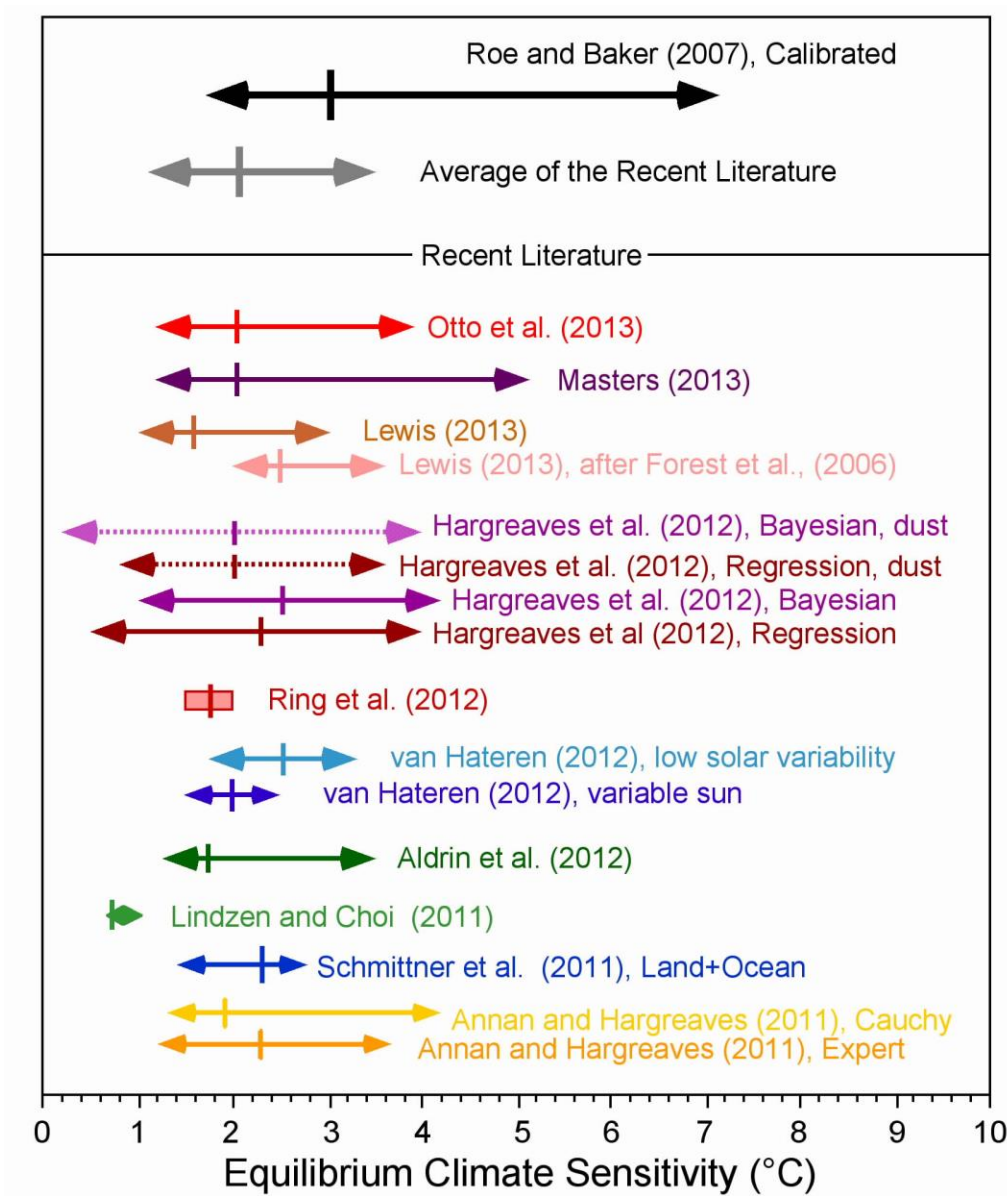 Roe and Baker (2007), Calibrated
Average of the Recent Literature
Recent Literature
Otto et al. (2013)
Masters (2013)
Lewis (2013)
Lewis (2013), after Forest et al., (2006)
Hargreaves et al. (2012), Bayesian, dust
Hargreaves et al. (2012), Regression, dust
Hargreaves et al. (2012), Bayesian
Hargreaves et al (2012), Regression
Ring et al. (2012)
van Hateren (2012), low solar variability
van Hateren (2012), variable sun
Aldrin et al. (2012)
Lindzen and Choi (2011)
Schmittner et al. (2011), Land+Ocean
Annan and Hargreaves (2011), Cauchy
Annan and Hargreaves (2011), Expert
0 1 2 3 4 5 6 7 8 9 10
Equilibrium Climate Sensitivity (°C)